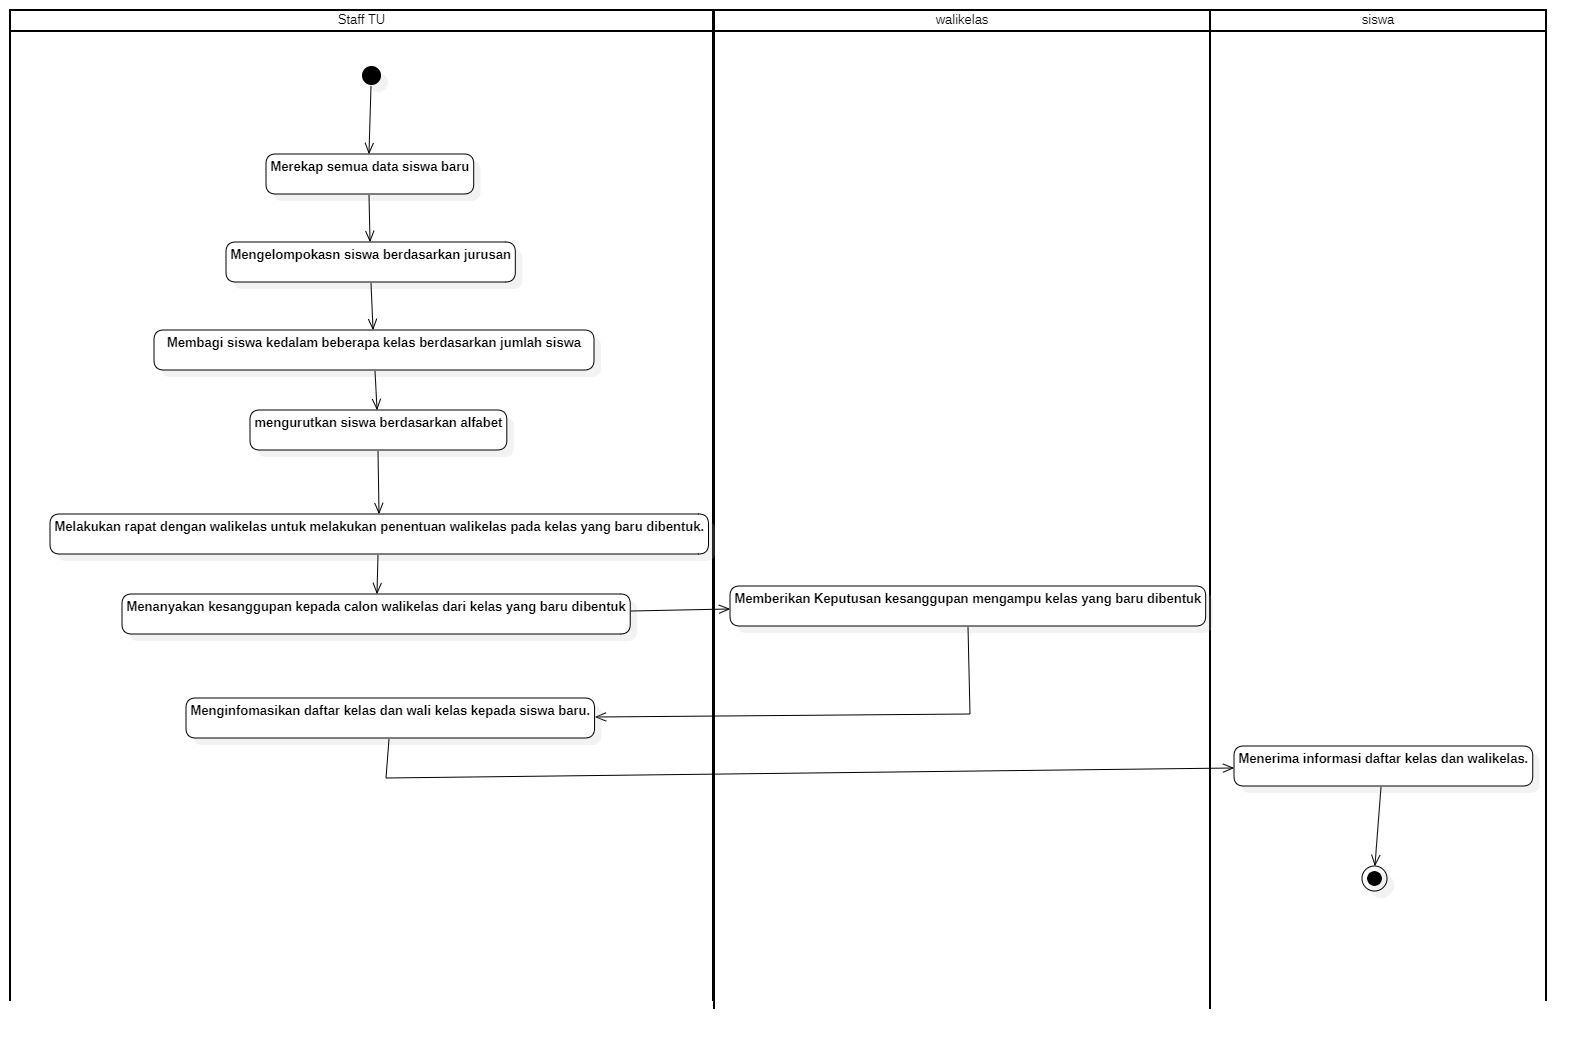 Staff TU
walikelas
siswa
Merekap semua data siswa baru
Mengelompokasn siswa berdasarkan jurusan
Membagi siswa kedalam beberapa kelas berdasarkan jumlah siswa
mengurutkan siswa berdasarkan alfabet
Melakukan rapat dengan walikelas untuk melakukan penentuan walikelas pada kelas yang baru dibentuk.
Menanyakan kesanggupan kepada calon walikelas dari kelas yang baru dibentuk
Memberikan Keputusan kesanggupan mengampu kelas yang baru dibentuk
Menginfomasikan daftar kelas dan wali kelas kepada siswa baru.
Menerima informasi daftar kelas dan walikelas.